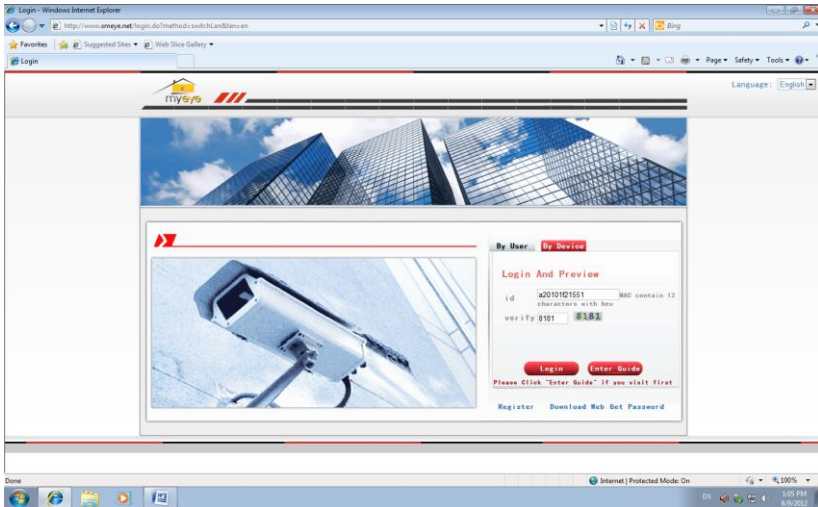 Login - Windows Internet Explorer
http://www.xmeye.net/login.do?method=switchLan&lan=en
Bing
Favorites
Suggested Sites
Web Slice Gallery
Login
Page
Safety
Tools
Language:
English
myeye
By User
By Device
Login And Preview
id
a20101f21551
MAC contain 12
characters with hex
verify
8181
8181
Login
Enter Guide
Please Click "Enter Guide" if you visit first
Register
Download Web
Get Password
Done
Internet | Protected Mode: On
100%
EN
1:05 PM
8/9/2012